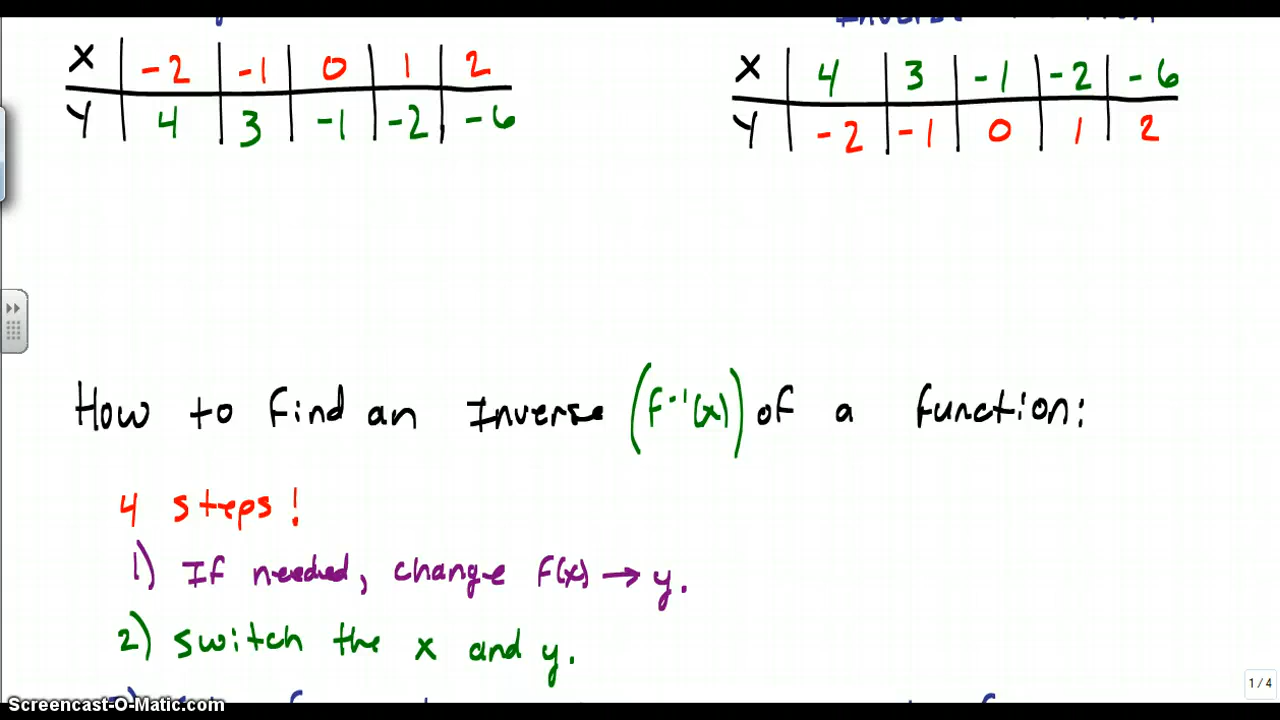 Inverse
X -2 -1 0 1 2
Y 4 3 -1 -2 -6
X 4 3 -1 -2 -6
Y -2 -1 0 1 2
How to find an Inverse (f⁻¹(x)) of a function:
4 steps!
1) If needed, change f(x) → y.
2) switch the x and y.
1/4
Screencast-O-Matic.com